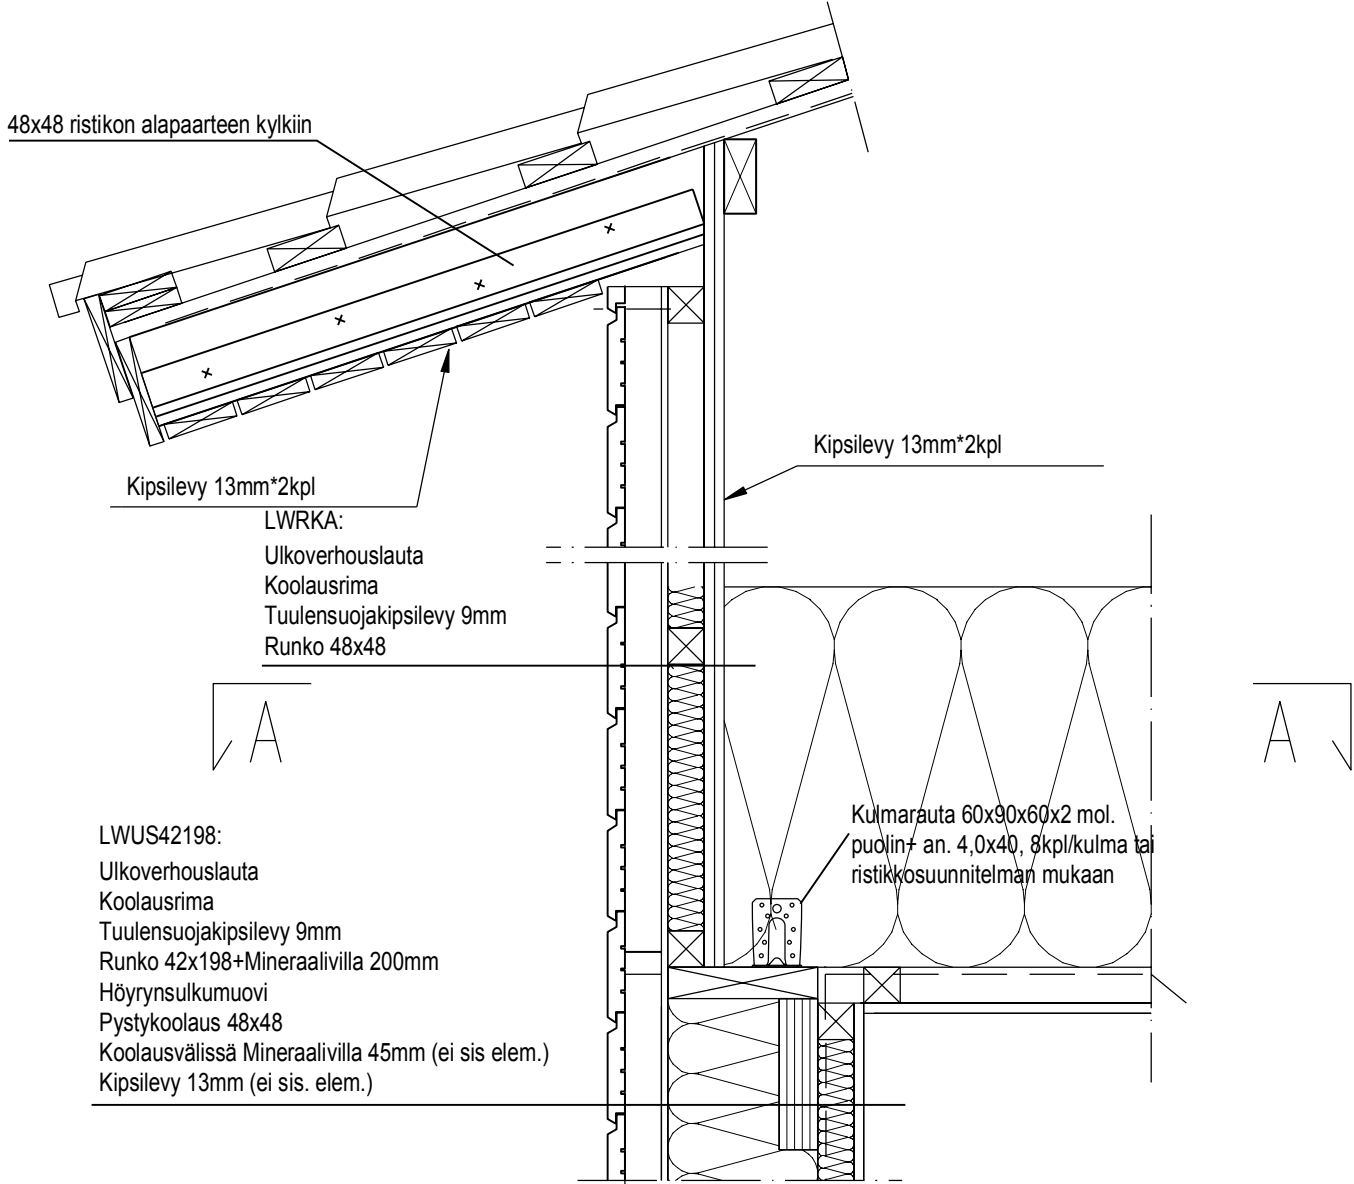 48x48 ristikon alapaarteen kylkiin
Kipsilevy 13mm*2kpl
Kipsilevy 13mm*2kpl
LWRKA:
Ulkoverhouslauta
Koolausrima
Tuulensuojakipsilevy 9mm
Runko 48x48
A
A
Kulmarauta 60x90x60x2 mol.
puolin+ an. 4,0x40, 8kpl/kulma tai
ristikkosuunnitelman mukaan
LWUS42198:
Ulkoverhouslauta
Koolausrima
Tuulensuojakipsilevy 9mm
Runko 42x198+Mineraalivilla 200mm
Höyrynsulkumuovi
Pystykoolaus 48x48
Koolausvälissä Mineraalivilla 45mm (ei sis elem.)
Kipsilevy 13mm (ei sis. elem.)